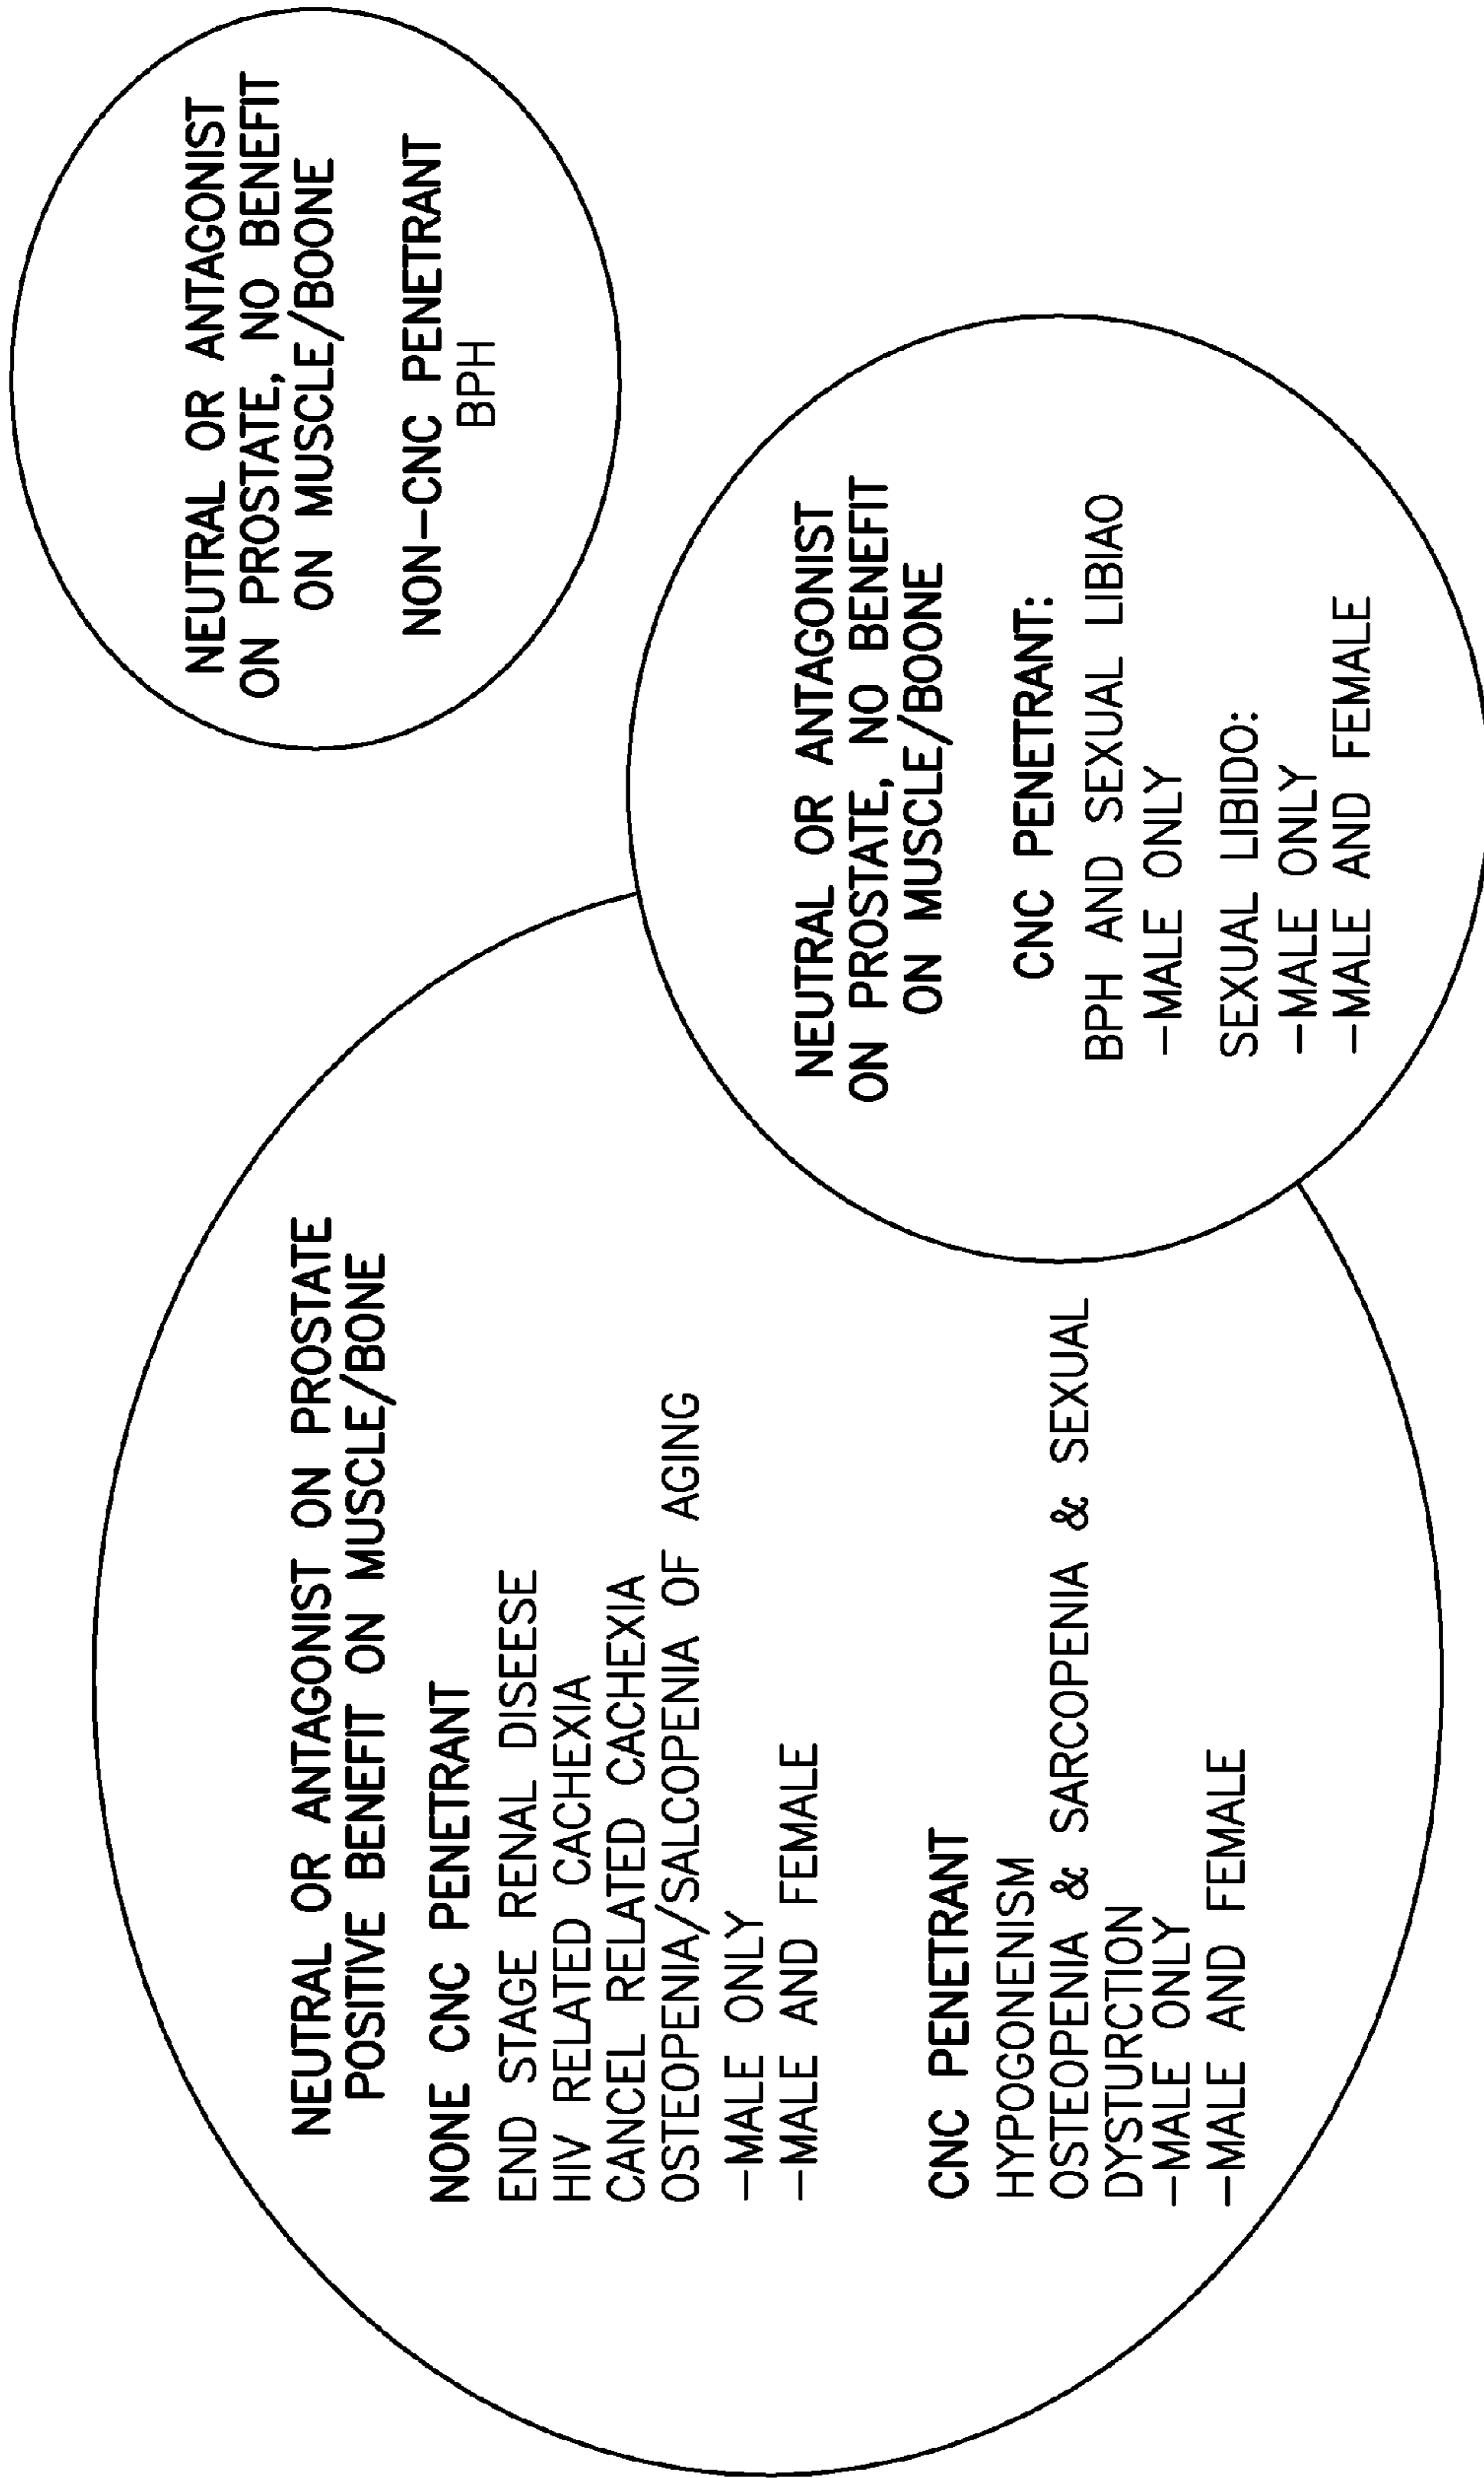 NEUTRAL OR ANTAGONIST ON PROSTATE
POSITIVE BENEFIT ON MUSCLE/BONE
NONE CNC PENETRANT
END STAGE RENAL DISEESE
HIV RELATED CACHEXIA
CANCEL RELATED CACHEXIA
OSTEOPENIA/SALCOPENIA OF AGING
-MALE ONLY
-MALE AND FEMALE
CNC PENETRANT
HYPOGONENISM
OSTEOPENIA & SARCOPENIA & SEXUAL
DYSTURCTION
-MALE ONLY
-MALE AND FEMALE
NEUTRAL OR ANTAGONIST
ON PROSTATE, NO BENEFIT
ON MUSCLE/BOONE
NON-CNC PENETRANT
BPH
NEUTRAL OR ANTAGONIST
ON PROSTATE, NO BENEFIT
ON MUSCLE/BOONE
CNC PENETRANT:
BPH AND SEXUAL LIBIAO
-MALE ONLY
SEXUAL LIBIDO:
-MALE ONLY
-MALE AND FEMALE